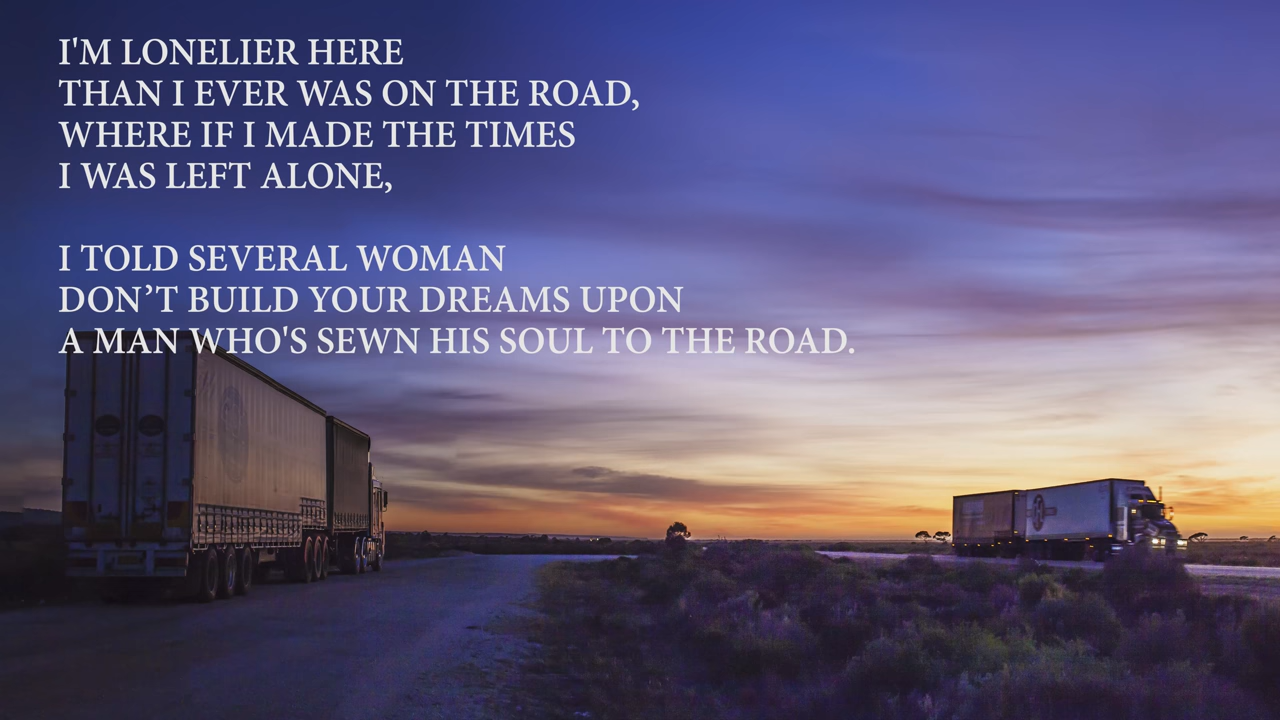 I'M LONELIER HERE
THAN I EVER WAS ON THE ROAD,
WHERE IF I MADE THE TIMES
I WAS LEFT ALONE,
I TOLD SEVERAL WOMAN
DON’T BUILD YOUR DREAMS UPON
A MAN WHO'S SEWN HIS SOUL TO THE ROAD.